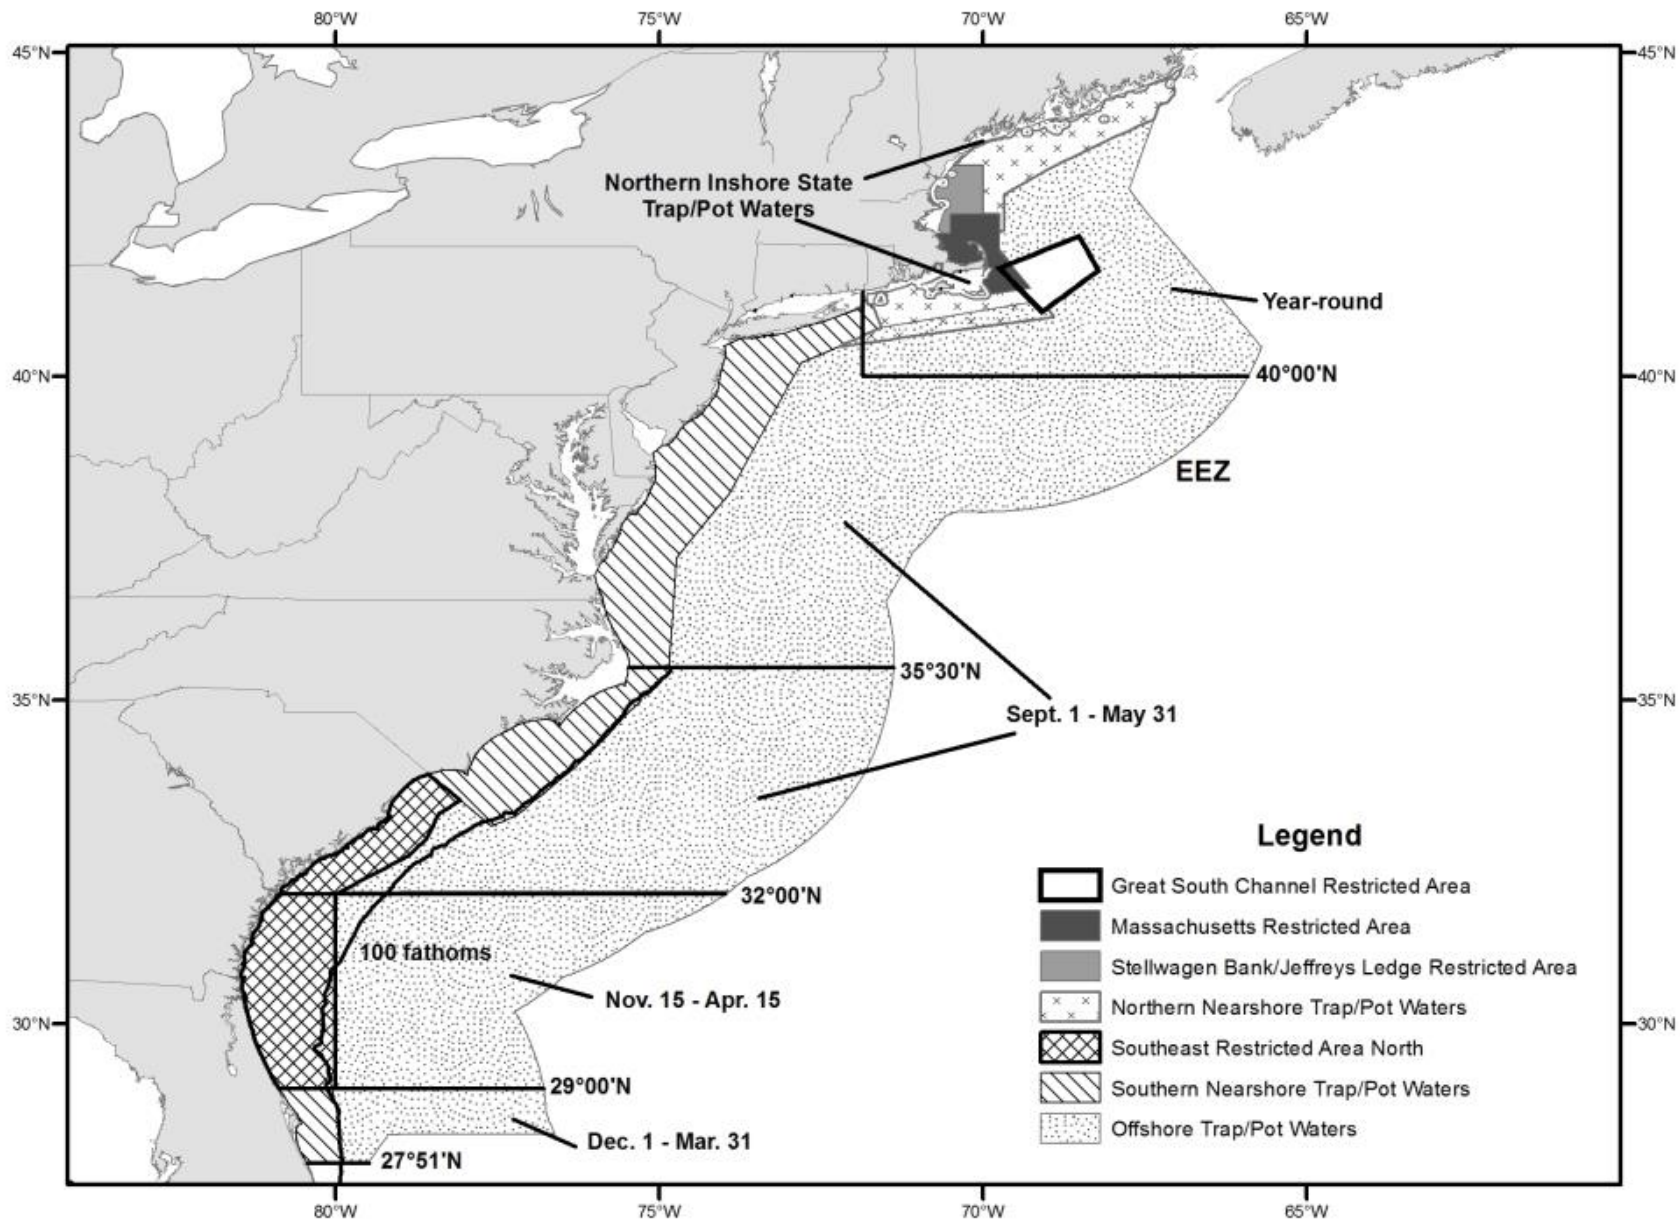 80°W
75°W
70°W
65°W
45°N
45°N
Northern Inshore State
Trap/Pot Waters
Year-round
40°N
40°00'N
40°N
EEZ
35°30'N
35°N
35°N
Sept. 1 - May 31
32°00'N
100 fathoms
Nov. 15 - Apr. 15
30°N
30°N
29°00'N
Dec. 1 - Mar. 31
27°51'N
Legend
Great South Channel Restricted Area
Massachusetts Restricted Area
Stellwagen Bank/Jeffreys Ledge Restricted Area
Northern Nearshore Trap/Pot Waters
Southeast Restricted Area North
Southern Nearshore Trap/Pot Waters
Offshore Trap/Pot Waters
80°W
75°W
70°W
65°W